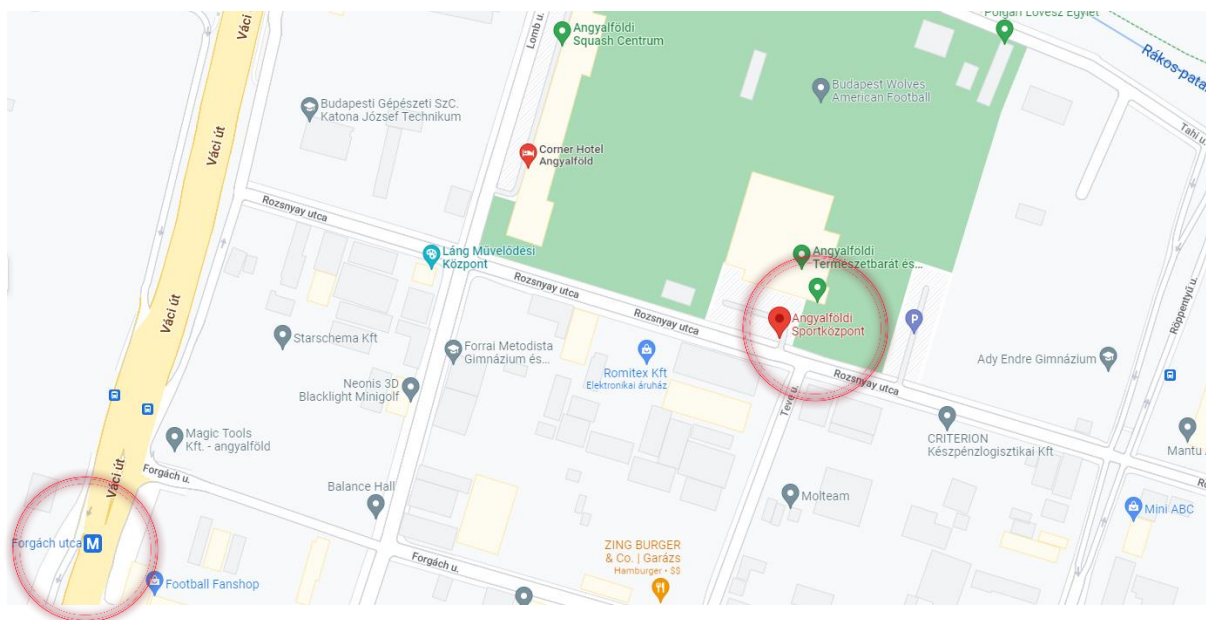 Polgári Lövész Egylet
Váci út
Lomb u.
Angyalföldi
Squash Centrum
Rákos-pata
Budapest Wolves
American Football
Budapesti Gépészeti SzC.
Katona József Technikum
Tahi u.
Váci út
Corner Hotel
Angyalföld
Rozsnyay utca
Láng Művelődési
Központ
Angyalföldi
Természetbarát és...
Rozsnyay utca
Váci út
Röppentyű u.
Rozsnyay utca
Angyalföldi
Sportközpont
P
Starschema Kft
Forrai Metodista
Gimnázium és...
Ady Endre Gimnázium
Romitex Kft
Elektronikai áruház
Rozsnyay utca
Neonis 3D
Blacklight Minigolf
Teve u.
Magic Tools
Kft. - angyalföld
CRITERION
Készpénzlogisztikai Kft
Mantu
Váci út
Forgách u.
Balance Hall
Molteam
Mini ABC
Forgách utca M
ZING BURGER
& Co. | Garázs
Hamburger • $$
Forgách u.
Football Fanshop